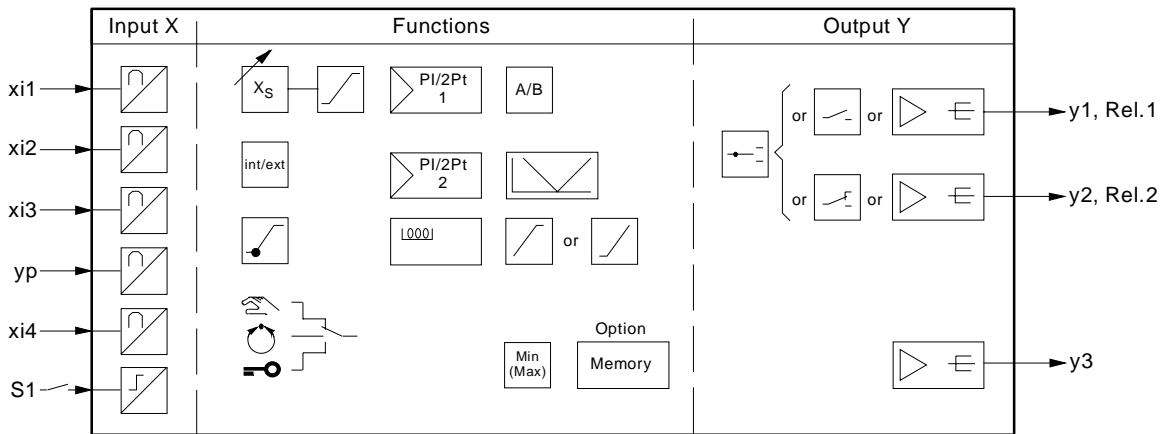 Input X Functions Output Y
xi1
xi2
xi3
yp
xi4
S1
XS
PI/2Pt
1
A/B
int/ext
PI/2Pt
2
000
or
Option
Min
(Max)
Memory
or or
y1, Rel.1
or or
y2, Rel.2
y3